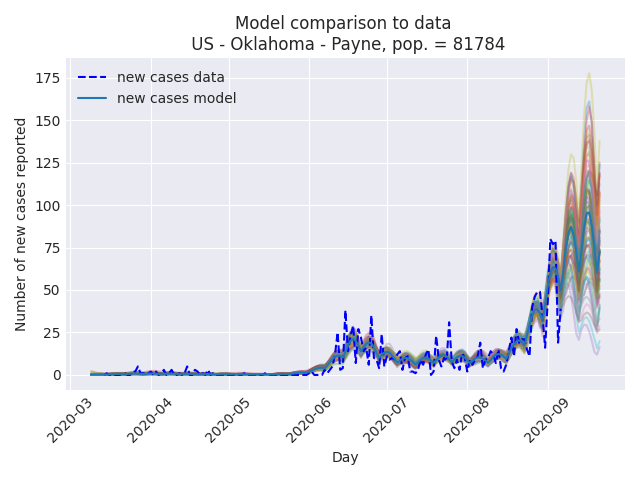 Model comparison to data
US - Oklahoma - Payne, pop. = 81784
new cases data
new cases model
Number of new cases reported
175
150
125
100
75
50
25
0
2020-03
2020-04
2020-05
2020-06
2020-07
2020-08
2020-09
Day